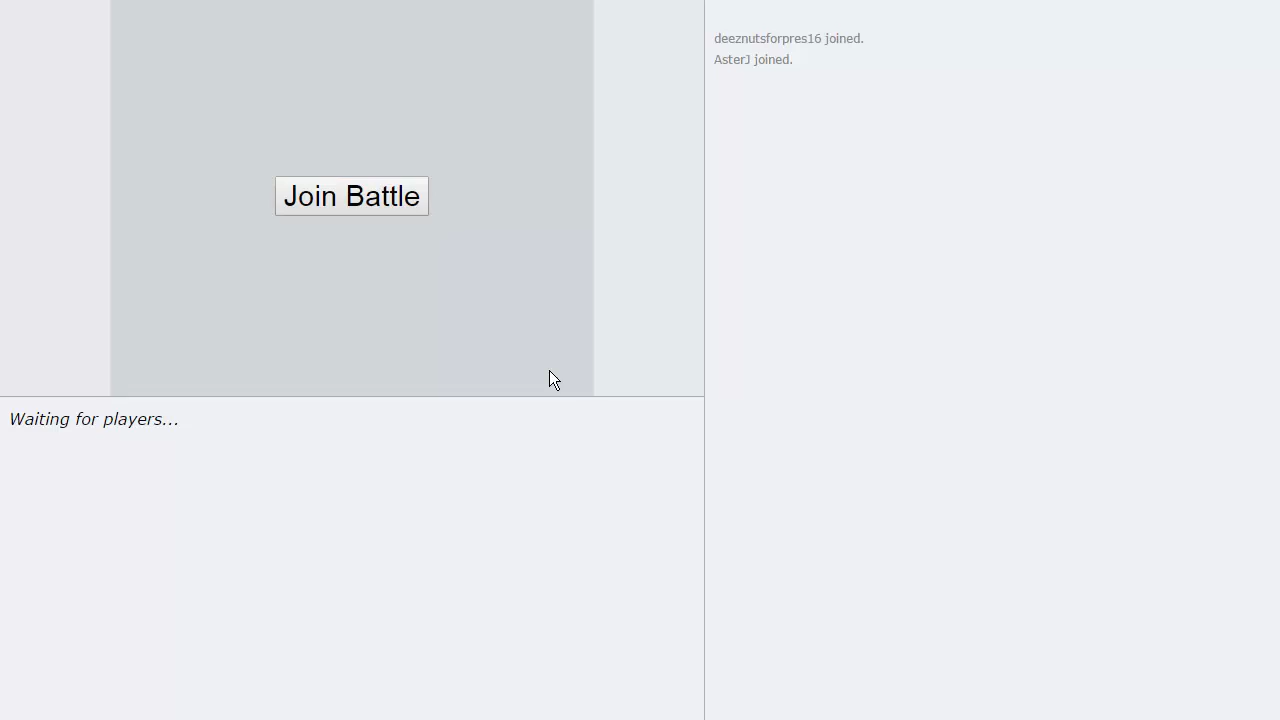 Join Battle
Waiting for players...
deeznutsforpres16 joined.
AsterJ joined.